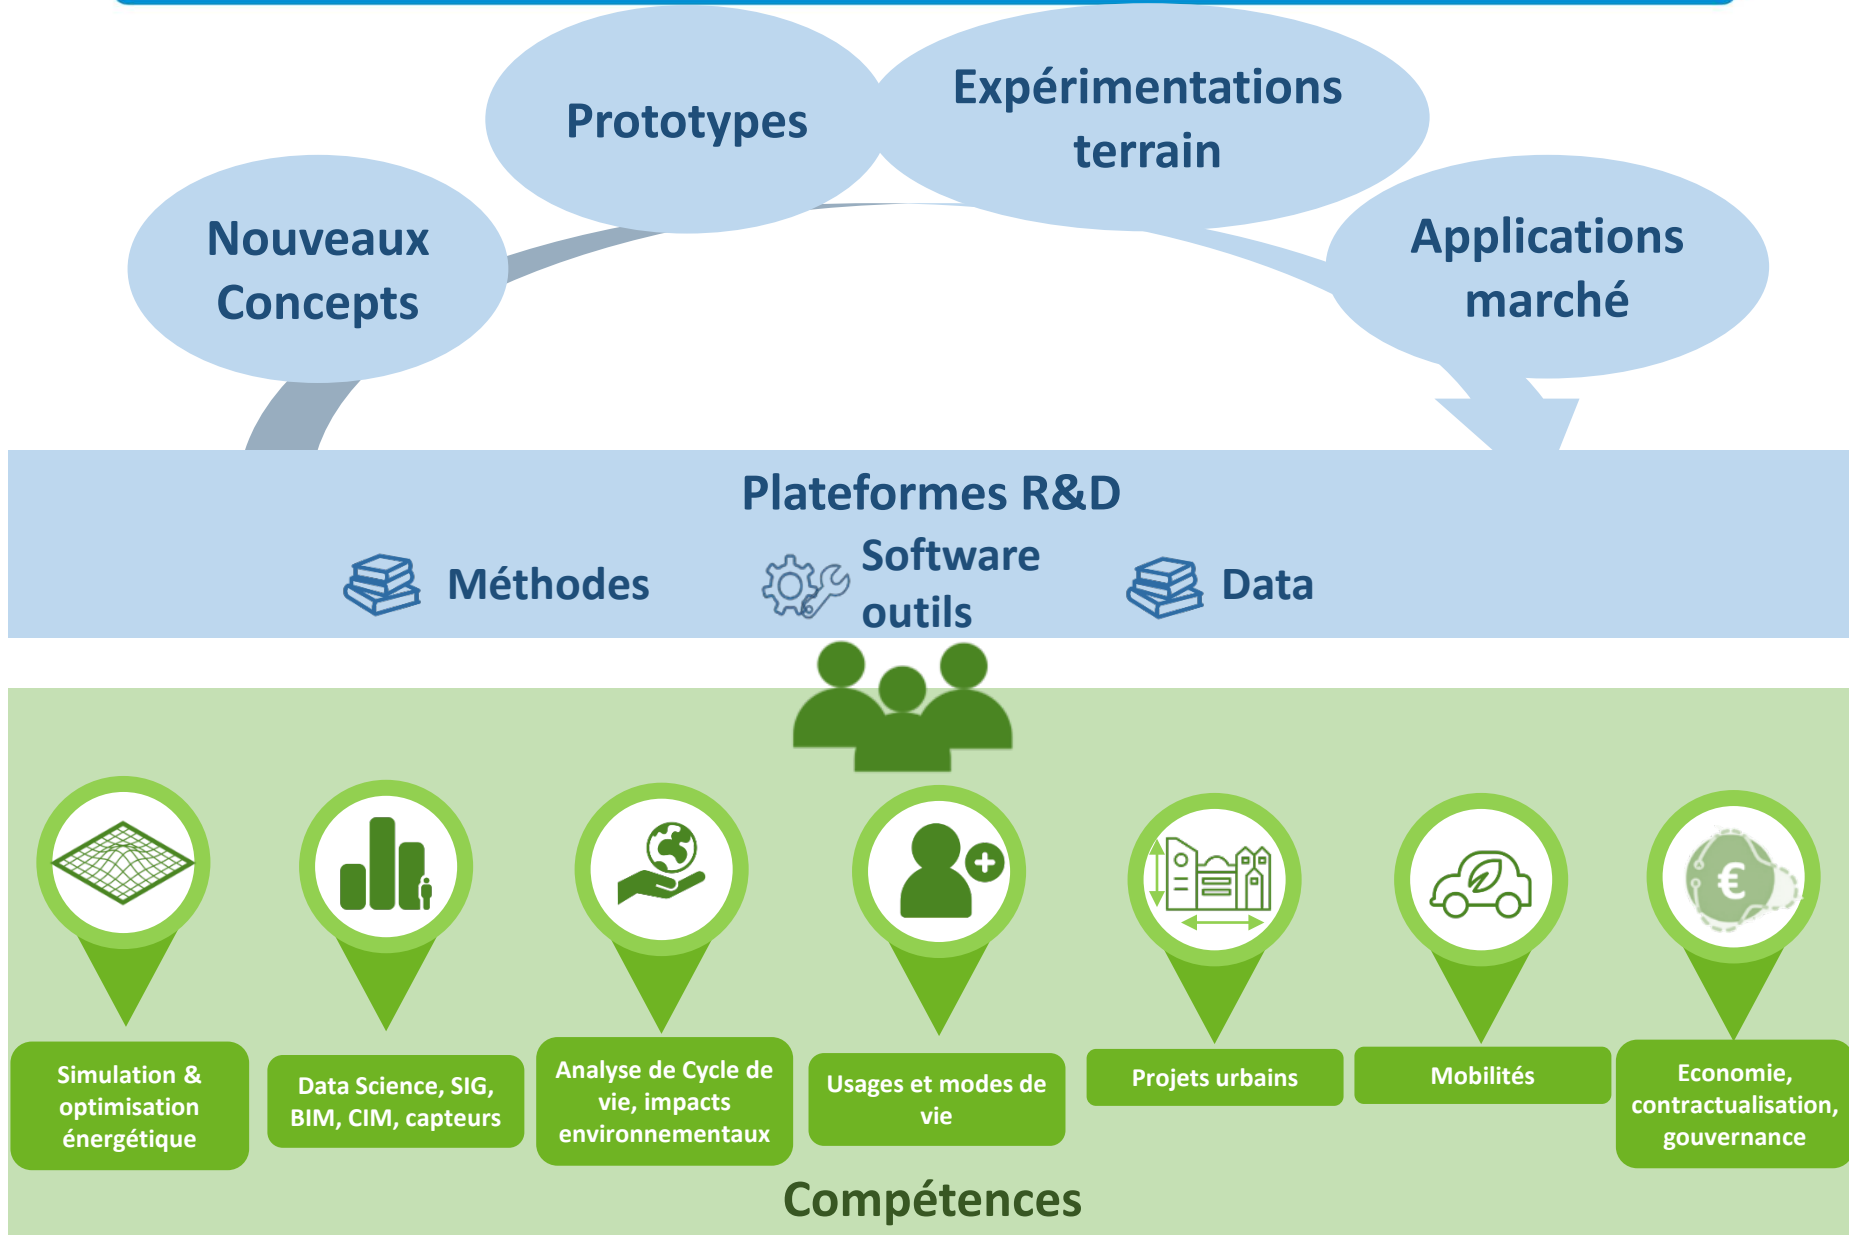 Prototypes
Expérimentations
terrain
Nouveaux
Concepts
Applications
marché
Plateformes R&D
Méthodes
Software
outils
Data
Simulation &
optimisation
énergétique
Data Science, SIG,
BIM, CIM, capteurs
Analyse de Cycle de
vie, impacts
environnementaux
Usages et modes de
vie
Projets urbains
Mobilités
€
Economie,
contractualisation,
gouvernance
Compétences